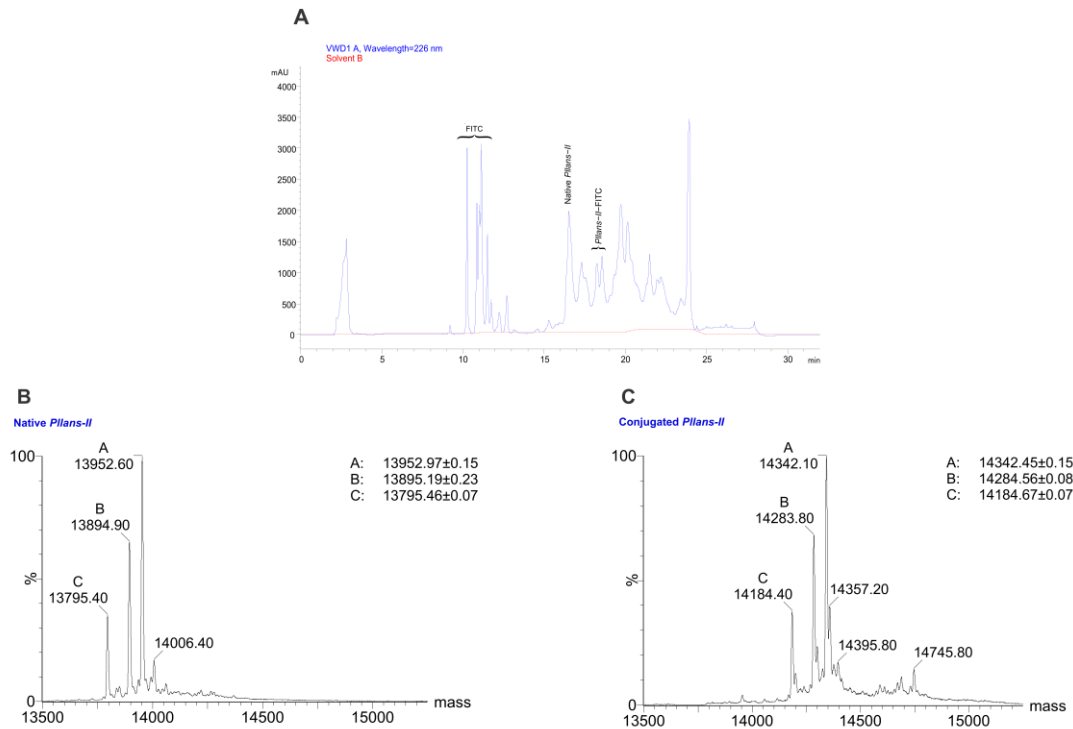 A
VWD1 A, Wavelength=226 nm
Solvent B
mAU
4000
3500
3000
2500
2000
1500
1000
500
0
FITC
Native Pllans-II
Pllans-II-FITC
0 5 10 15 20 25 30 min
B
Native Pllans-II
100
%
0
A
13952.60
B
13894.90
C
13795.40
14006.40
A: 13952.97±0.15
B: 13895.19±0.23
C: 13795.46±0.07
13500 14000 14500 15000 mass
C
Conjugated Pllans-II
100
%
0
A
14342.10
B
14283.80
C
14184.40
14357.20
14395.80
14745.80
A: 14342.45±0.15
B: 14284.56±0.08
C: 14184.67±0.07
13500 14000 14500 15000 mass